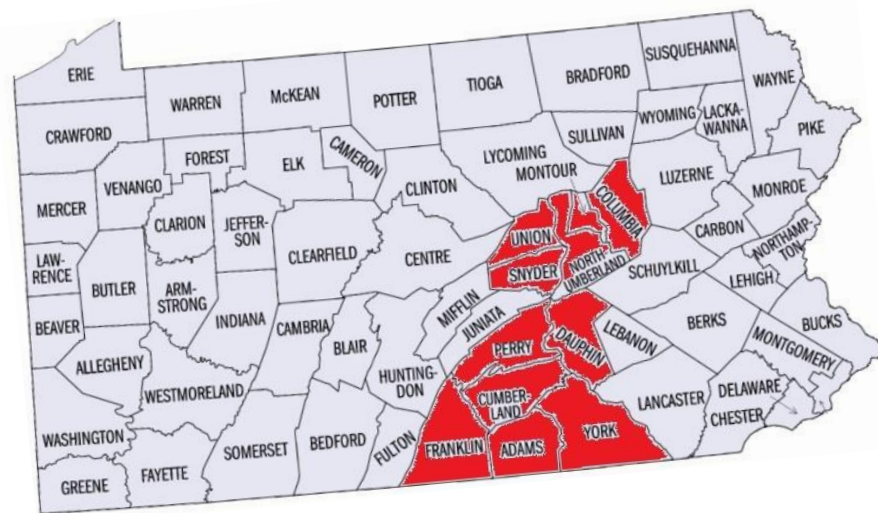 ERIE
CRAWFORD
WARREN
McKEAN
POTTER
TIOGA
BRADFORD
SUSQUEHANNA
WAYNE
WYOMING
LACKA-
WANNA
PIKE
FOREST
ELK
CAMERON
SULLIVAN
LYCOMING
MONTOUR
CLINTON
COLUMBIA
LUZERNE
MONROE
MERCER
VENANGO
CLARION
JEFFER-
SON
CLEARFIELD
CENTRE
UNION
SNYDER
NORTH-
UMBERLAND
CARBON
NORTHAMP-
TON
LAW-
RENCE
BUTLER
ARM-
STRONG
INDIANA
CAMBRIA
BLAIR
MIFFLIN
JUNIATA
SCHUYLKILL
LEHIGH
BEAVER
ALLEGHENY
PERRY
DAUPHIN
LEBANON
BERKS
BUCKS
MONTGOMERY
HUNTING-
DON
WESTMORELAND
CUMBER-
LAND
LANCASTER
DELAWARE
CHESTER
WASHINGTON
SOMERSET
BEDFORD
FULTON
FRANKLIN
ADAMS
YORK
GREENE
FAYETTE